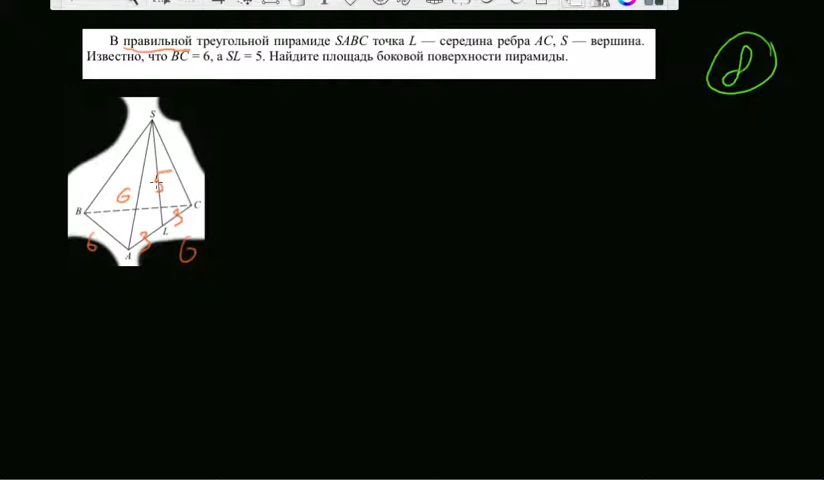 В правильной треугольной пирамиде SABC точка L — середина ребра AC, S — вершина.
Известно, что BC = 6, а SL = 5. Найдите площадь боковой поверхности пирамиды.
8
S
5
6
B
C
3
L
6
3
6
A